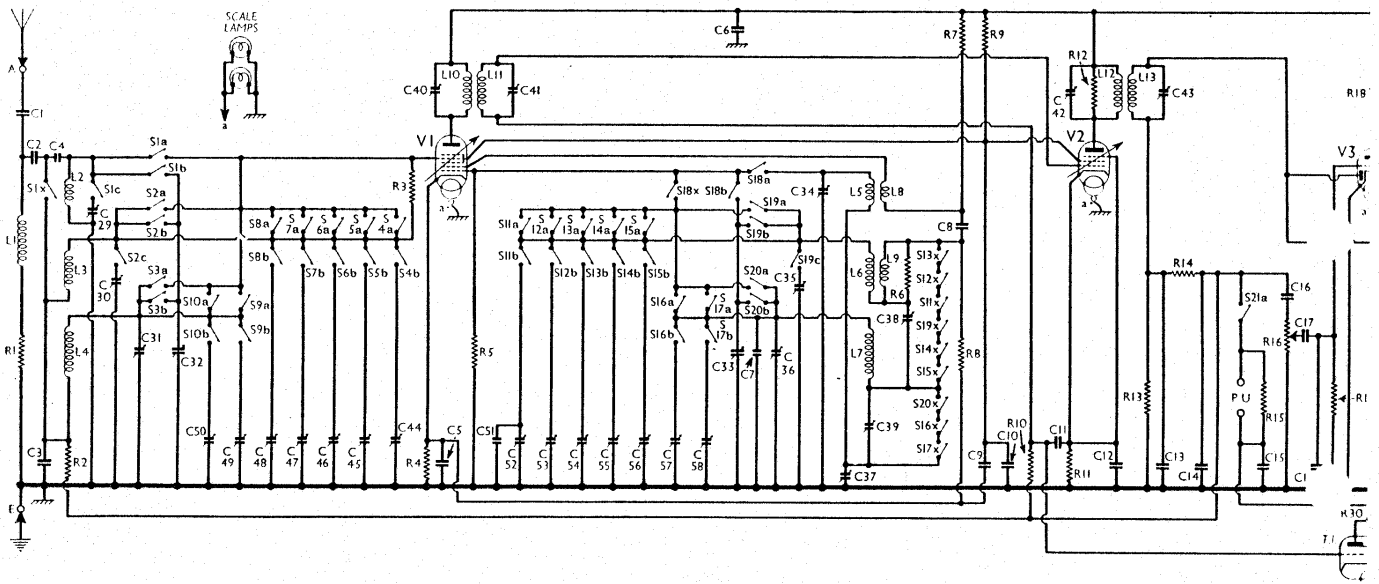 SCALE
LAMPS
a
A
C1
C2
C4
S1x
L2
S1c
C
29
S1a
S1b
S2a
S2b
S2c
C
30
L1
L3
S3a
S3b
L4
R1
C31
C32
S10a
S10b
S9a
S9b
C3
R2
E
C50
C
49
C
48
C
47
C
46
C
45
C44
S8a
S8b
S
7a
S7b
S
6a
S6b
S
5a
S5b
S
4a
S4b
R3
R4
C5
R5
L10
L11
C40
C41
V1
a
C6
R7
R9
S11a
S11b
S
12a
S12b
S
13a
S13b
S
14a
S14b
S
15a
S15b
S16a
S16b
S
17a
S
17b
S18x
S18b
S18a
S19a
S19b
S19c
S20a
S20b
C34
C35
C33
C7
C
36
C51
C
52
C
53
C
54
C
55
C
56
C
57
C
58
L5
L8
L6
L9
R6
C38
L7
C39
C37
C8
S13x
S12x
S11x
S19x
S14x
S15x
S20x
S16x
S17x
R8
C9
C10
R10
C11
R11
C12
R12
L12
L13
C
42
C43
V2
a
R13
R14
C13
C14
S21a
PU
R15
C15
C16
R16
C17
R18
V3
R30